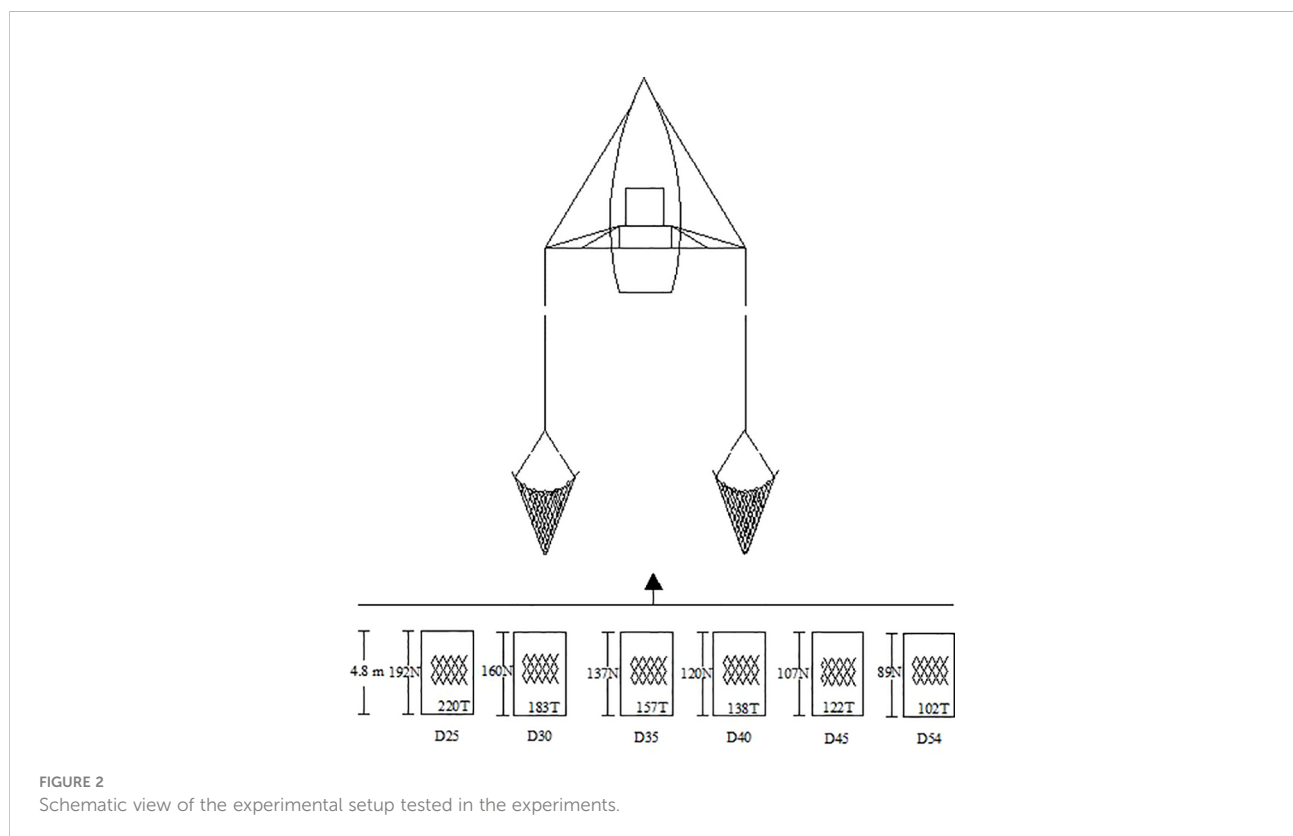 4.8 m 192N 220T 160N 183T 137N 157T 120N 138T 107N 122T 89N 102T
D25 D30 D35 D40 D45 D54
FIGURE 2
Schematic view of the experimental setup tested in the experiments.